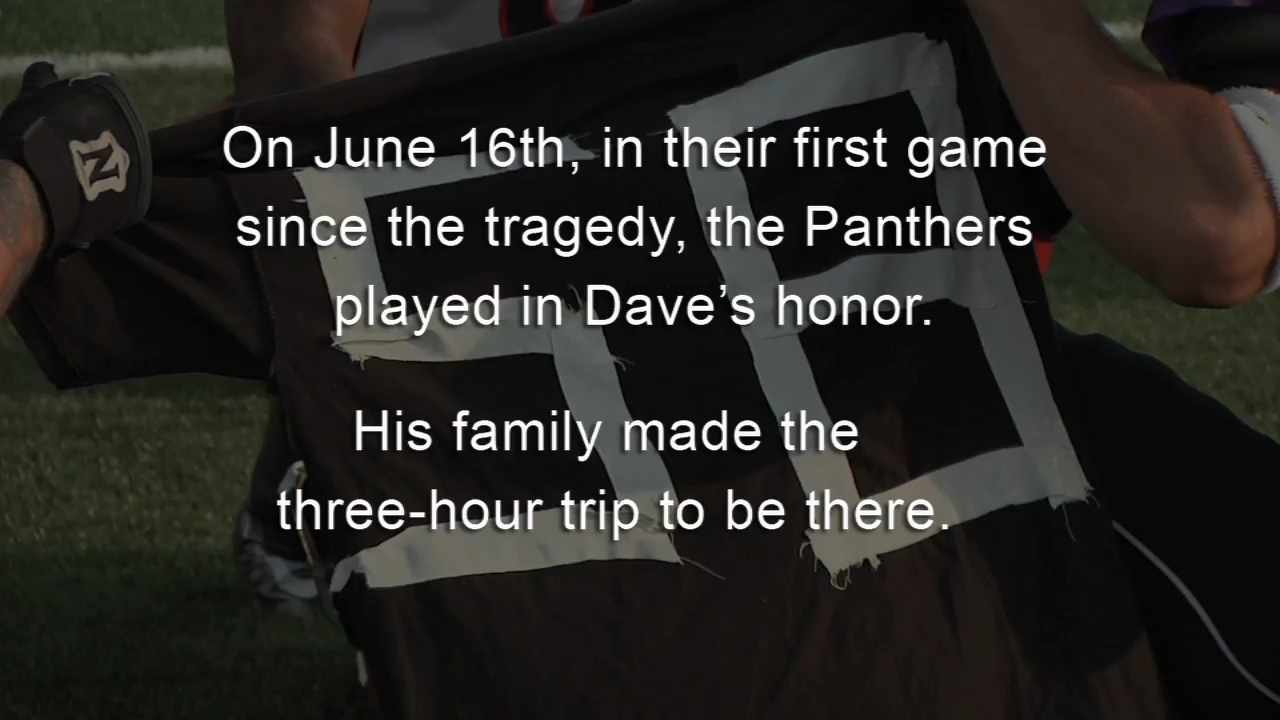 On June 16th, in their first game
since the tragedy, the Panthers
played in Dave’s honor.
His family made the
three-hour trip to be there.
58
N